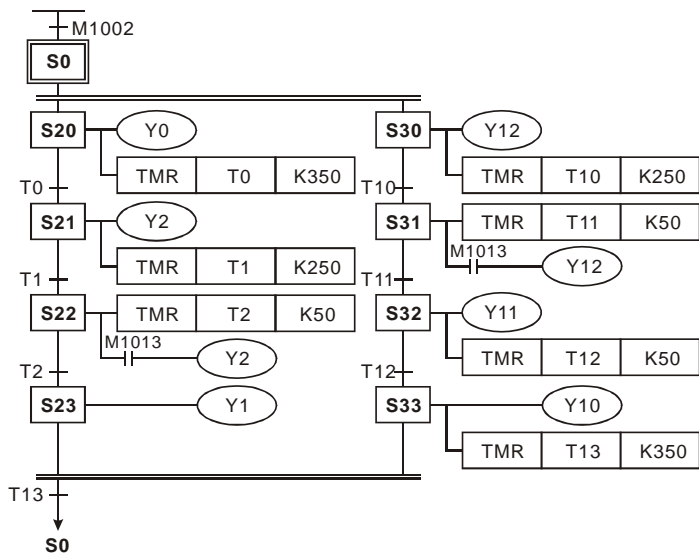 M1002
S0
S20 Y0
TMR T0 K350
T0
S21 Y2
TMR T1 K250
T1
S22 TMR T2 K50
M1013
Y2
T2
S23 Y1
S30 Y12
TMR T10 K250
T10
S31 TMR T11 K50
M1013
Y12
T11
S32 Y11
TMR T12 K50
T12
S33 Y10
TMR T13 K350
T13
S0